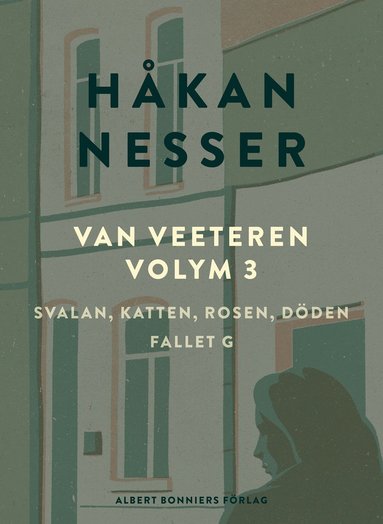 HÅKAN
NESSER
VAN VEETEREN
VOLYM 3
SVALAN, KATTEN, ROSEN, DÖDEN
FALLET G
ALBERT BONNIERS FÖRLAG